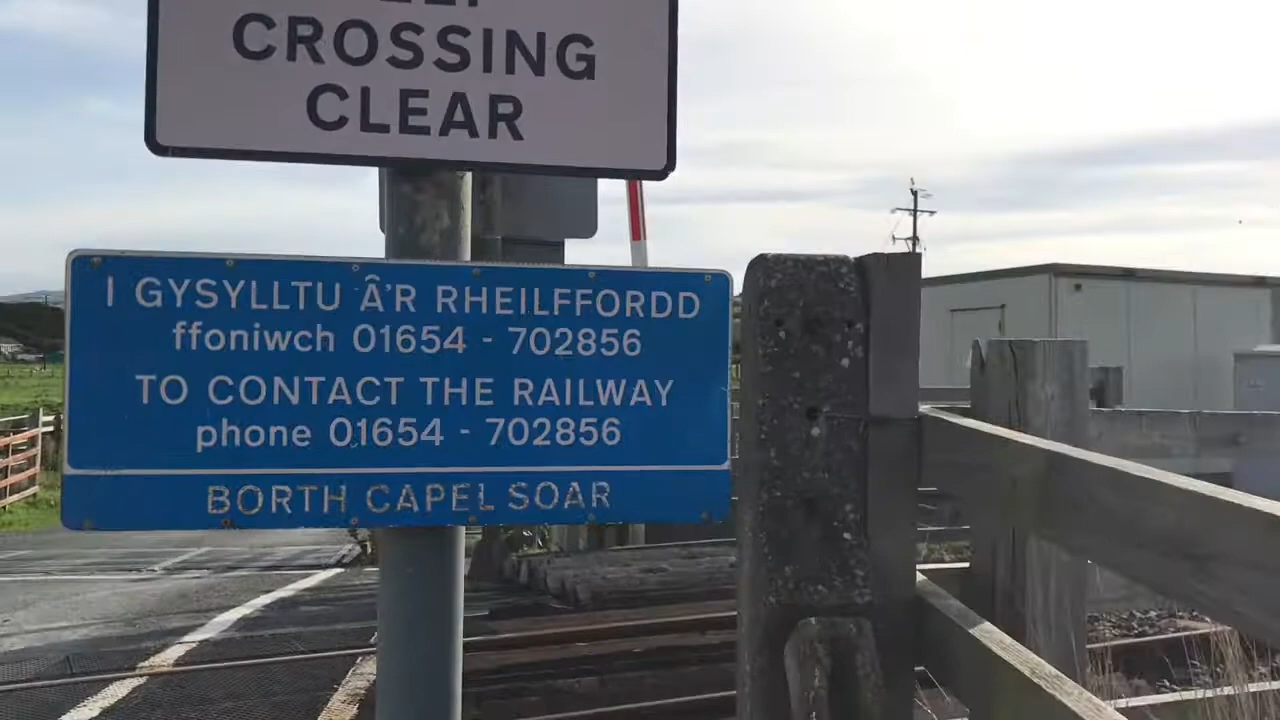 CROSSING
CLEAR
I GYSYLLTU Â'R RHEILFFORDD
ffoniwch 01654 - 702856
TO CONTACT THE RAILWAY
phone 01654 - 702856
BORTH CAPEL SOAR